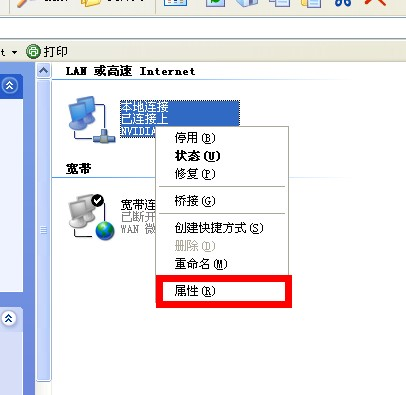 t
打印
LAN 或高速 Internet
本地连接
已连接上
NVIDIA
停用(B)
状态(U)
修复(P)
桥接(G)
创建快捷方式(S)
删除(D)
重命名(M)
属性(R)
宽带
宽带连
已断开
WAN 微